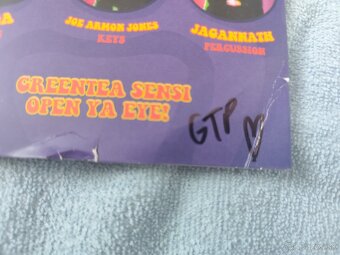 JOE ARMON JONES
KEYS
JAGANNATH
PERCUSSION
GREENTEA SENSI
OPEN YA EYE!
GTP